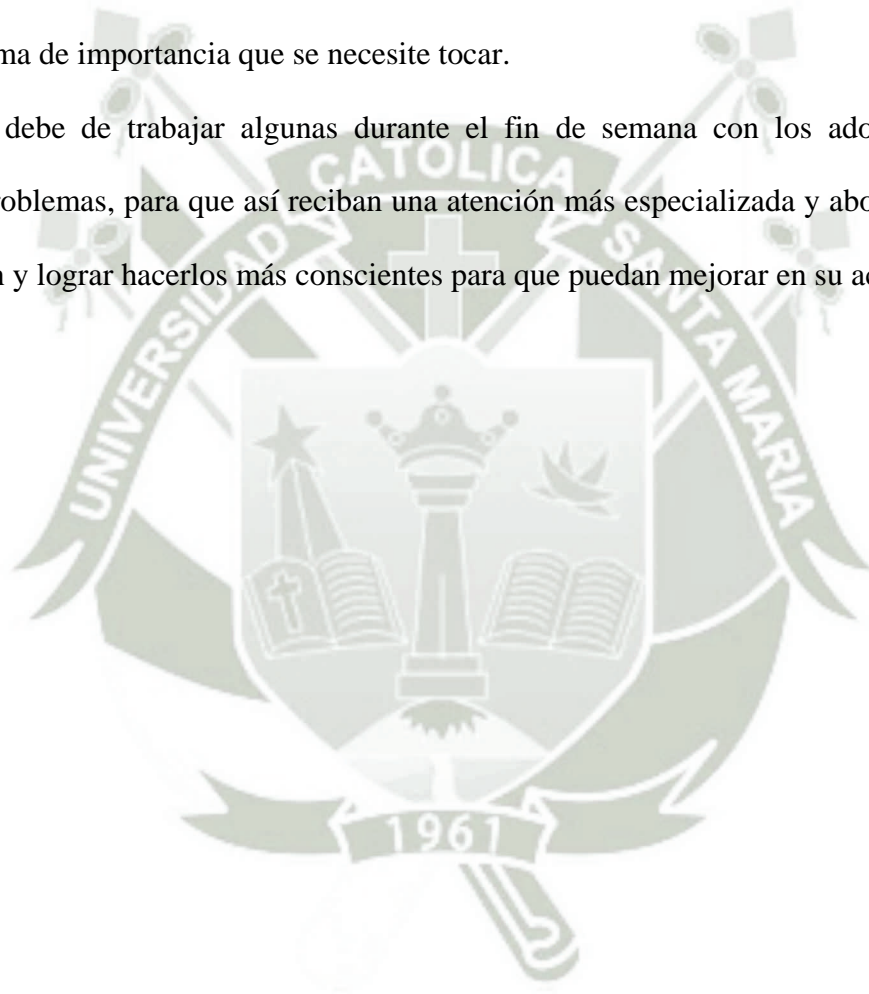 ma de importancia que se necesite tocar.
debe de trabajar algunas durante el fin de semana con los ado
roblemas, para que así reciban una atención más especializada y abo
n y lograr hacerlos más conscientes para que puedan mejorar en su ac
UNIVERSIDAD CATOLICA SANTA MARIA
1961